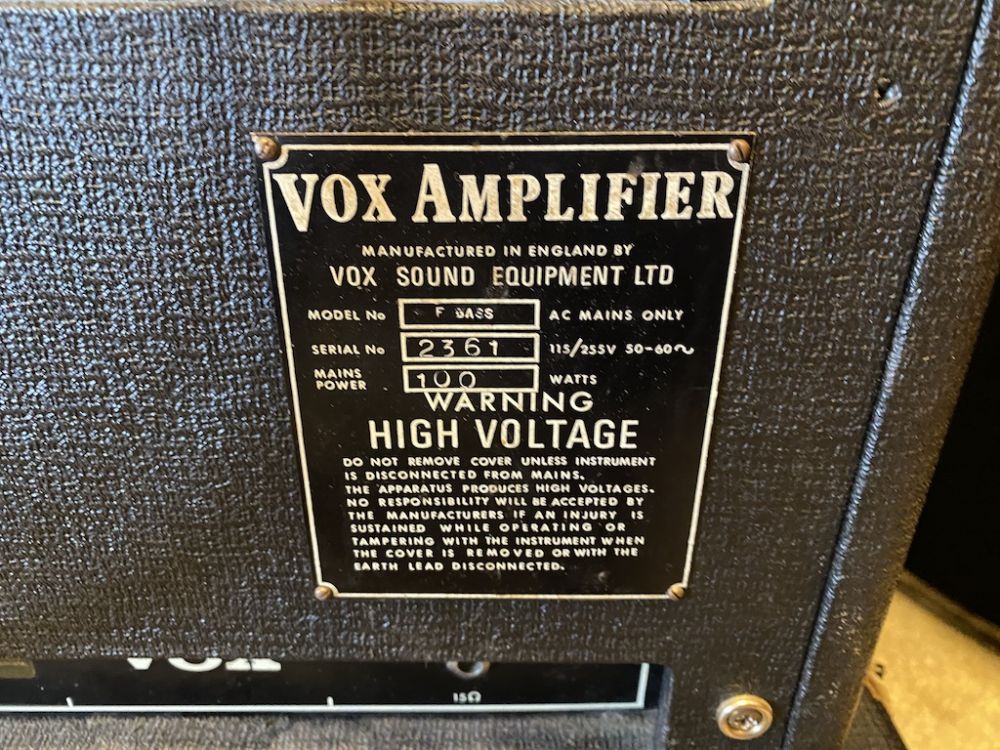 VOX AMPLIFIER
MANUFACTURED IN ENGLAND BY
VOX SOUND EQUIPMENT LTD
MODEL No F BASS AC MAINS ONLY
SERIAL No 2361 115/255V 50-60~
MAINS POWER 100 WATTS
WARNING
HIGH VOLTAGE
DO NOT REMOVE COVER UNLESS INSTRUMENT
IS DISCONNECTED FROM MAINS.
THE APPARATUS PRODUCES HIGH VOLTAGES.
NO RESPONSIBILITY WILL BE ACCEPTED BY
THE MANUFACTURERS IF AN INJURY IS
SUSTAINED WHILE OPERATING OR
TAMPERING WITH THE INSTRUMENT WHEN
THE COVER IS REMOVED OR WITH THE
EARTH LEAD DISCONNECTED.
VOX
15Ω